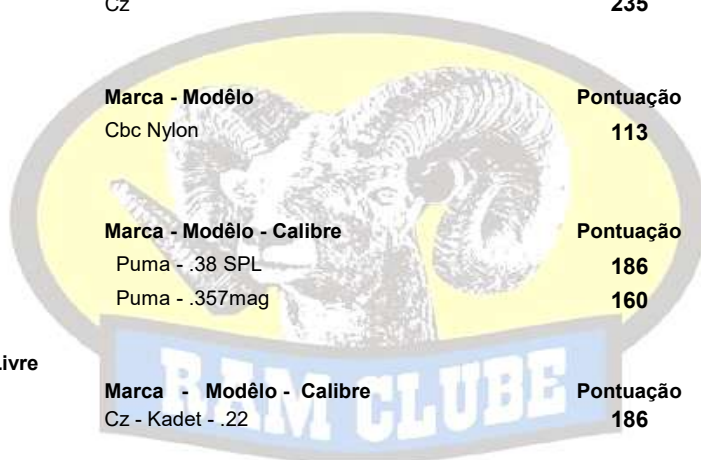 Cz 235
Marca - Modêlo Pontuação
Cbc Nylon 113
Marca - Modêlo - Calibre Pontuação
Puma - .38 SPL 186
Puma - .357mag 160
ivre
Marca - Modêlo - Calibre Pontuação
Cz - Kadet - .22 186
RAM CLUBE